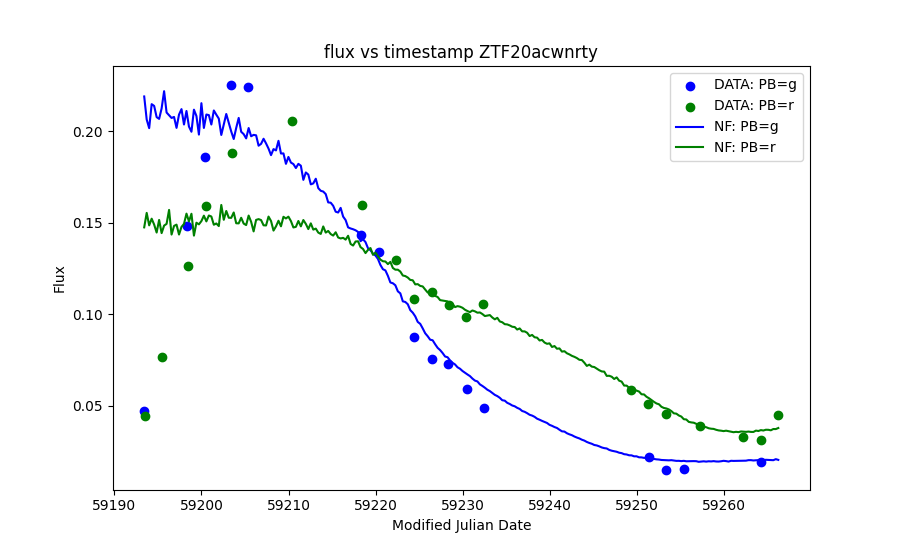 flux vs timestamp ZTF20acwnrty
DATA: PB=g
DATA: PB=r
NF: PB=g
NF: PB=r
0.20
0.15
0.10
0.05
Flux
59190 59200 59210 59220 59230 59240 59250 59260
Modified Julian Date